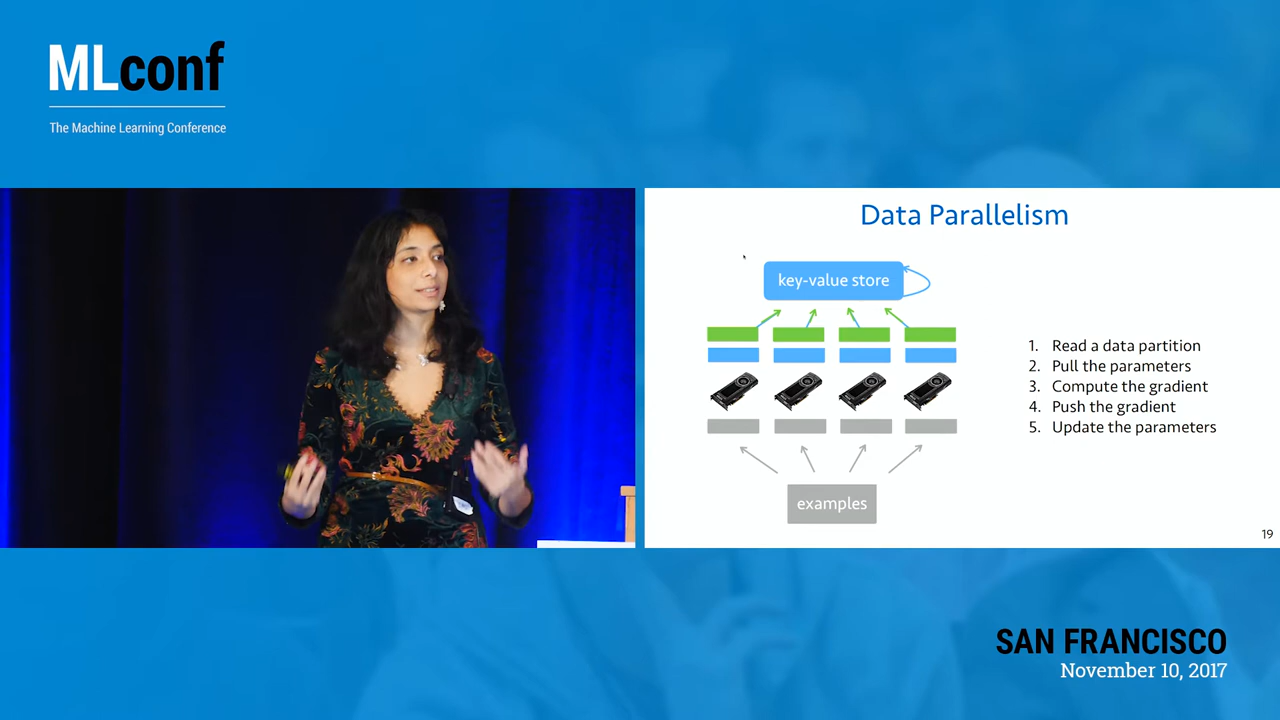 MLconf
The Machine Learning Conference
Data Parallelism
key-value store
1. Read a data partition
2. Pull the parameters
3. Compute the gradient
4. Push the gradient
5. Update the parameters
examples
19
SAN FRANCISCO
November 10, 2017